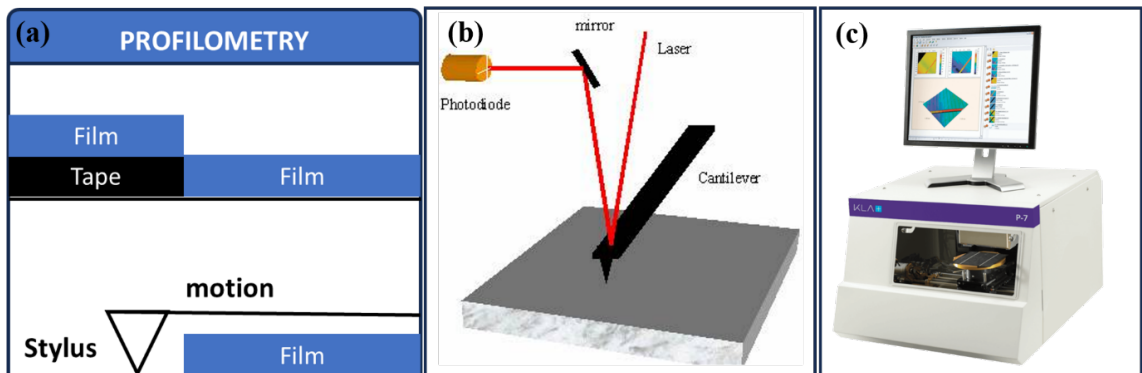 (a)
PROFILOMETRY
Film
Tape
Film
motion
Stylus
Film
(b)
mirror
Laser
Photodiode
Cantilever
(c)
KLA
P-7